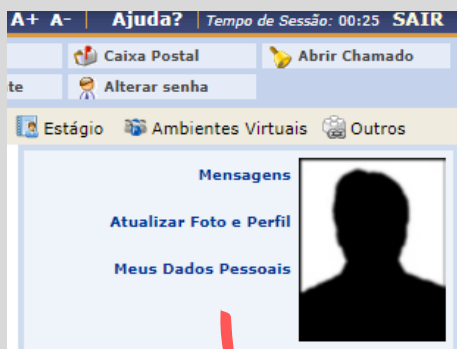 A+ A- | Ajuda? | Tempo de Sessão: 00:25 SAIR
Caixa Postal Abrir Chamado
te Alterar senha
Estágio Ambientes Virtuais Outros
Mensagens
Atualizar Foto e Perfil
Meus Dados Pessoais